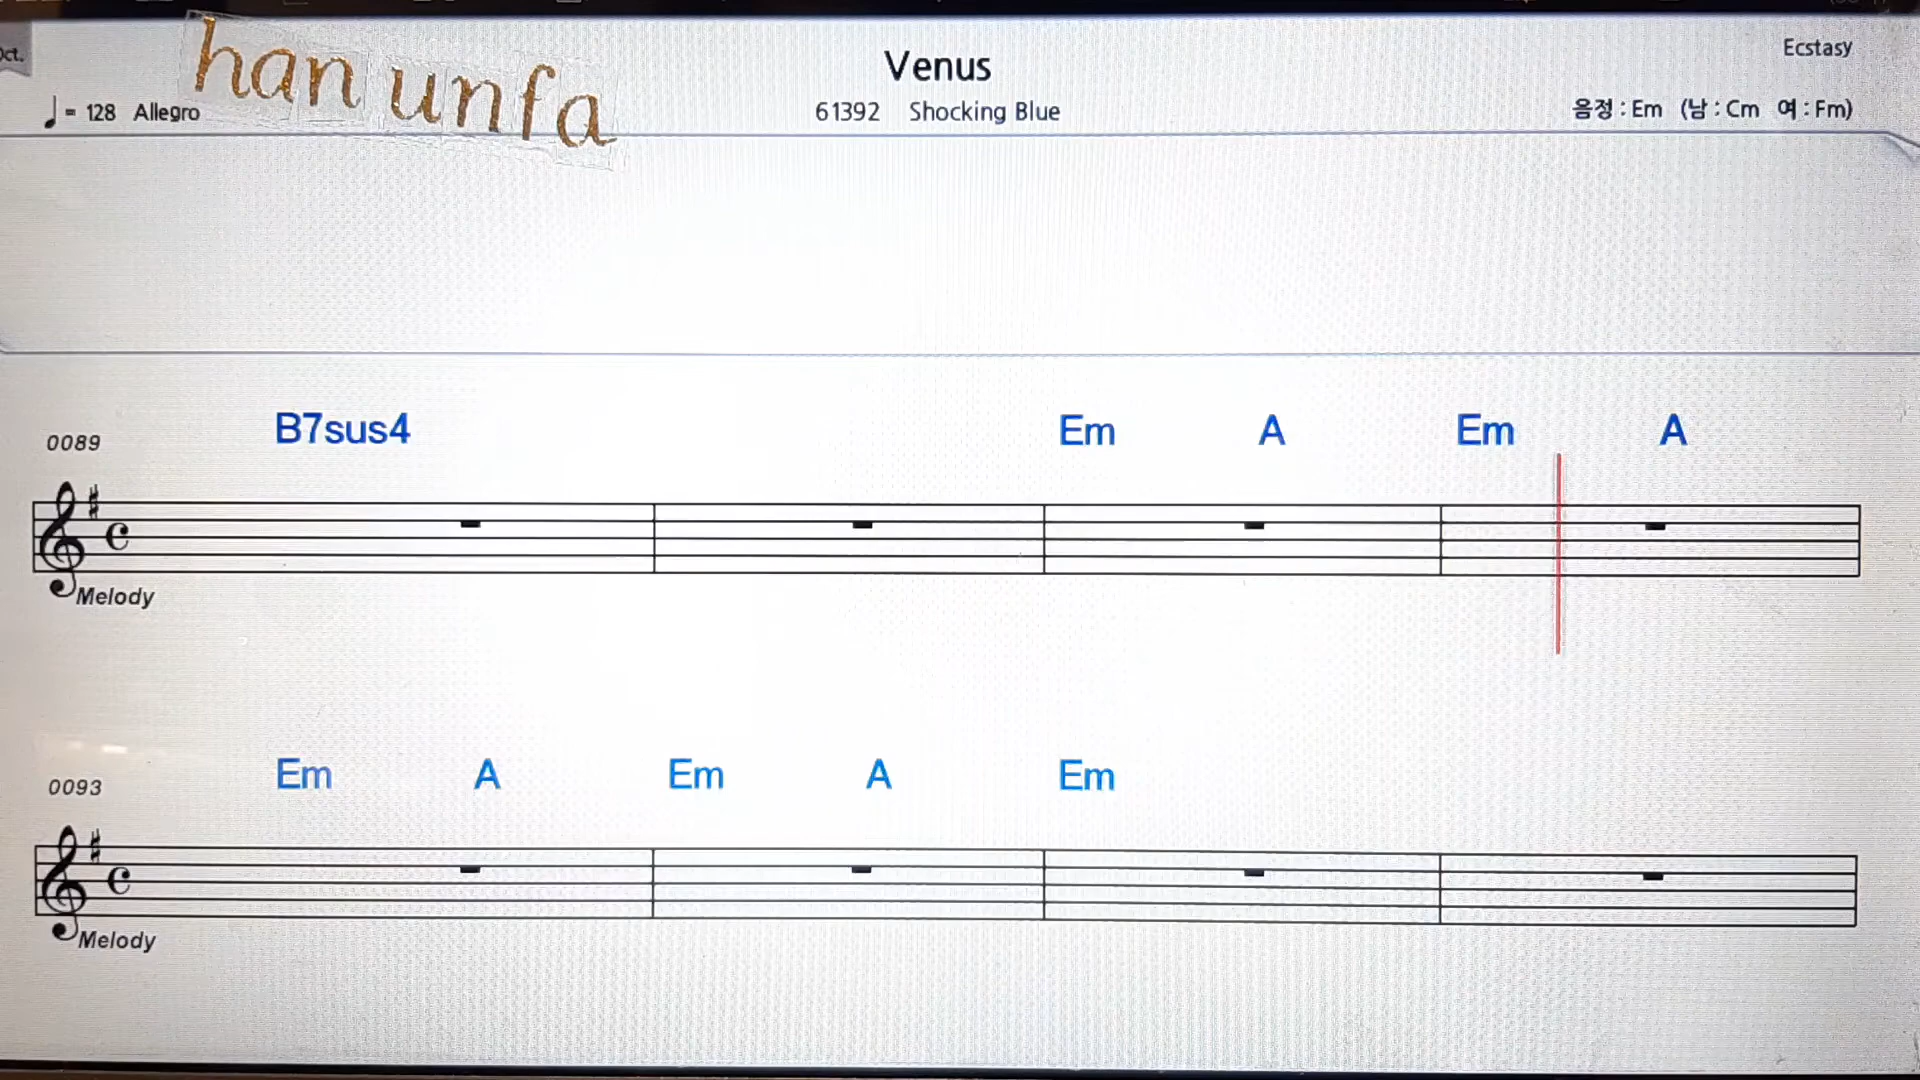 han unfa
Venus
Ecstasy
= 128 Allegro
61392 Shocking Blue
음정 : Em (남 : Cm 여 : Fm)
B7sus4 Em A Em A
0089
Melody
Em A Em A Em
0093
Melody